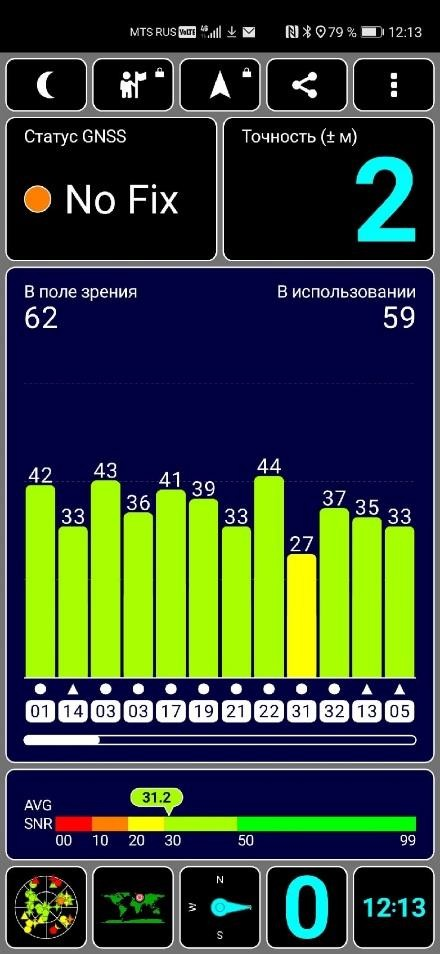 MTS RUS VoLTE 4G 79 % 12:13
Статус GNSS
No Fix
Точность (± м)
2
В поле зрения
62
В использовании
59
42 33 43 36 41 39 33 44 27 37 35 33
01 14 03 03 17 19 21 22 31 32 13 05
31.2
AVG
SNR
00 10 20 30 50 99
N
W
S
0
12:13